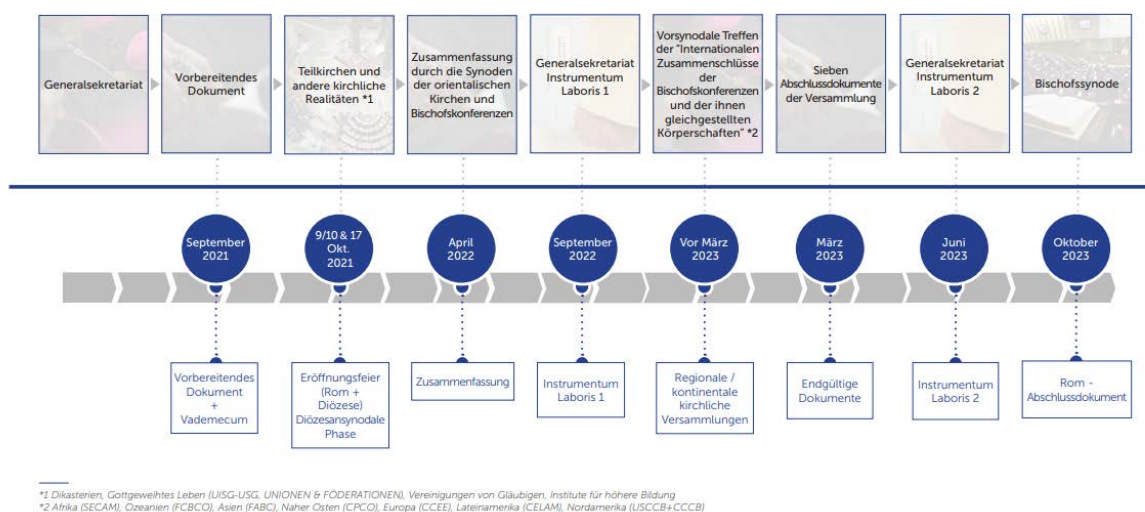 Generalsekretariat
Vorbereitendes
Dokument
Teilkirchen und
andere kirchliche
Realitäten *1
Zusammenfassung
durch die Synoden
der orientalischen
Kirchen und
Bischofskonferenzen
Generalsekretariat
Instrumentum
Laboris 1
Vorsynodale Treffen
der "Internationalen
Zusammenschlüsse
der
Bischofskonferenzen
und der ihnen
gleichgestellten
Körperschaften" *2
Sieben
Abschlussdokumente
der Versammlung
Generalsekretariat
Instrumentum
Laboris 2
Bischofssynode
September
2021
9/10 & 17
Okt.
2021
April
2022
September
2022
Vor März
2023
März
2023
Juni
2023
Oktober
2023
Vorbereitendes
Dokument
+
Vademecum
Eröffnungsfeier
(Rom +
Diözese)
Diözesansynodale
Phase
Zusammenfassung
Instrumentum
Laboris 1
Regionale /
kontinentale
kirchliche
Versammlungen
Endgültige
Dokumente
Instrumentum
Laboris 2
Rom -
Abschlussdokument
*1 Dikasterien, Gottgeweihtes Leben (UISG-USG, UNIONEN & FÖDERATIONEN), Vereinigungen von Gläubigen, Institute für höhere Bildung
*2 Afrika (SECAM); Ozeanien (FCBCO); Asien (FABC); Naher Osten (CPCO); Europa (CCEE); Lateinamerika (CELAM); Nordamerika (USCCB+CCCB)